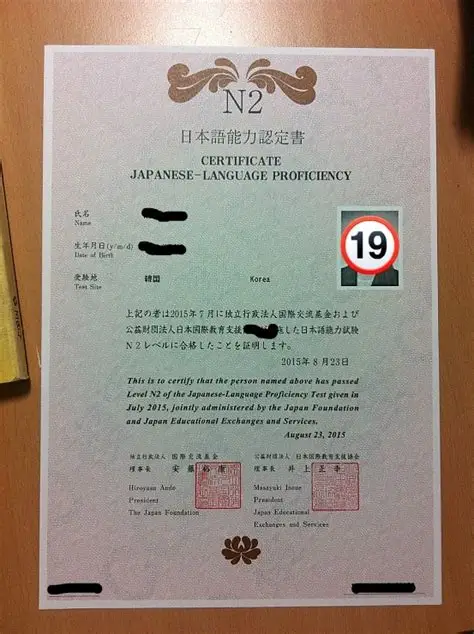 N2
日本語能力認定書
CERTIFICATE
JAPANESE-LANGUAGE PROFICIENCY
氏名
Name
生年月日(y/m/d)
Date of Birth
受験地 韓国 Korea
Test Site
19
上記の者は2015年7月に独立行政法人国際交流基金および
公益財団法人日本国際教育支援 した日本語能力試験
N2レベルに合格したことを証明します。
2015年8月23日
This is to certify that the person named above has passed
Level N2 of the Japanese-Language Proficiency Test given in
July 2015, jointly administered by the Japan Foundation
and Japan Educational Exchanges and Services.
August 23, 2015
独立行政法人 国際交流基金
理事長 安藤裕康
Hiroyasu Ando
President
The Japan Foundation
公益財団法人 日本国際教育支援協会
理事長 井上正幸
Masayuki Inoue
President
Japan Educational
Exchanges and Services